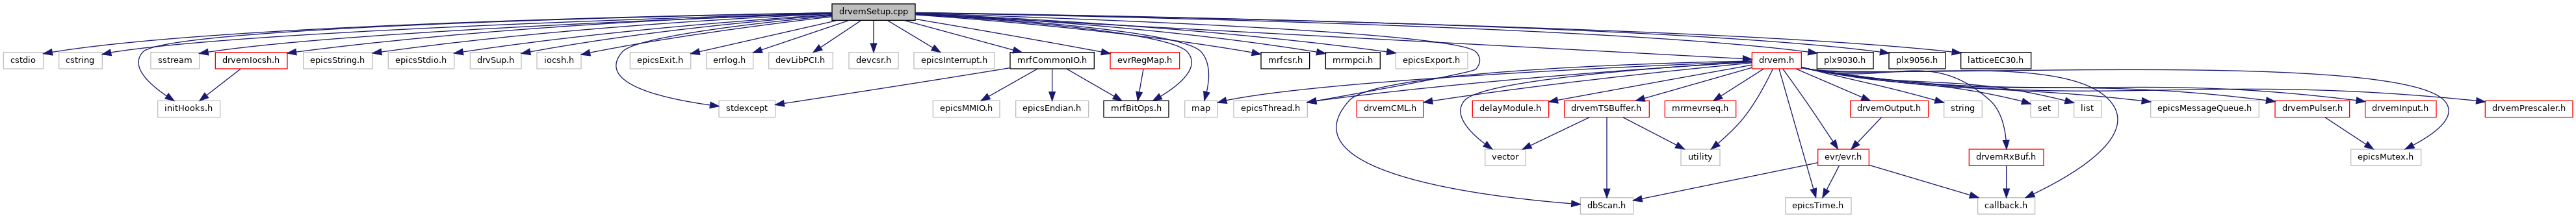 drvemSetup.cpp
cstdio
cstring
sstream
drvemIocsh.h
epicsString.h
epicsStdio.h
drvSup.h
iocsh.h
epicsExit.h
errlog.h
devLibPCI.h
devcsr.h
epicsInterrupt.h
mrfCommonIO.h
evrRegMap.h
mrfcsr.h
mrmpci.h
epicsExport.h
drvem.h
plx9030.h
plx9056.h
latticeEC30.h
initHooks.h
stdexcept
epicsMMIO.h
epicsEndian.h
mrfBitOps.h
map
epicsThread.h
drvemCML.h
delayModule.h
drvemTSBuffer.h
mrmevrseq.h
drvemOutput.h
string
set
list
epicsMessageQueue.h
drvemPulser.h
drvemInput.h
drvemPrescaler.h
vector
utility
evr/evr.h
drvemRxBuf.h
epicsMutex.h
dbScan.h
epicsTime.h
callback.h